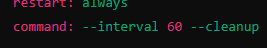 restart: always
command: --interval 60 --cleanup